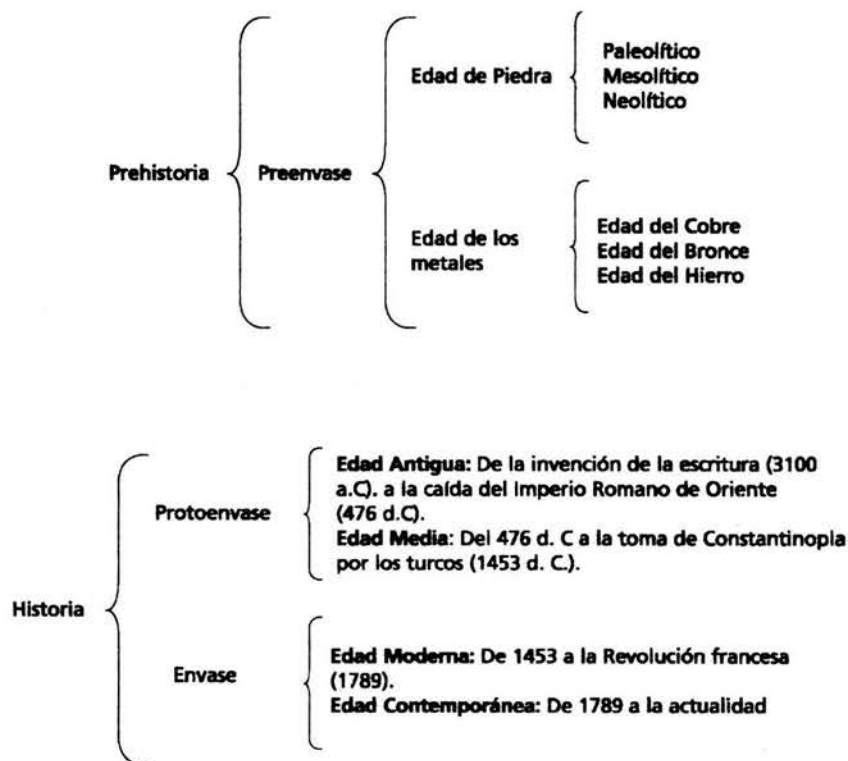 Prehistoria
Preenvase
Edad de Piedra
Paleolítico
Mesolítico
Neolítico
Edad de los
metales
Edad del Cobre
Edad del Bronce
Edad del Hierro
Historia
Protoenvase
Edad Antigua: De la invención de la escritura (3100
a.C). a la caída del Imperio Romano de Oriente
(476 d.C).
Edad Media: Del 476 d. C a la toma de Constantinopla
por los turcos (1453 d. C.).
Envase
Edad Moderna: De 1453 a la Revolución francesa
(1789).
Edad Contemporánea: De 1789 a la actualidad